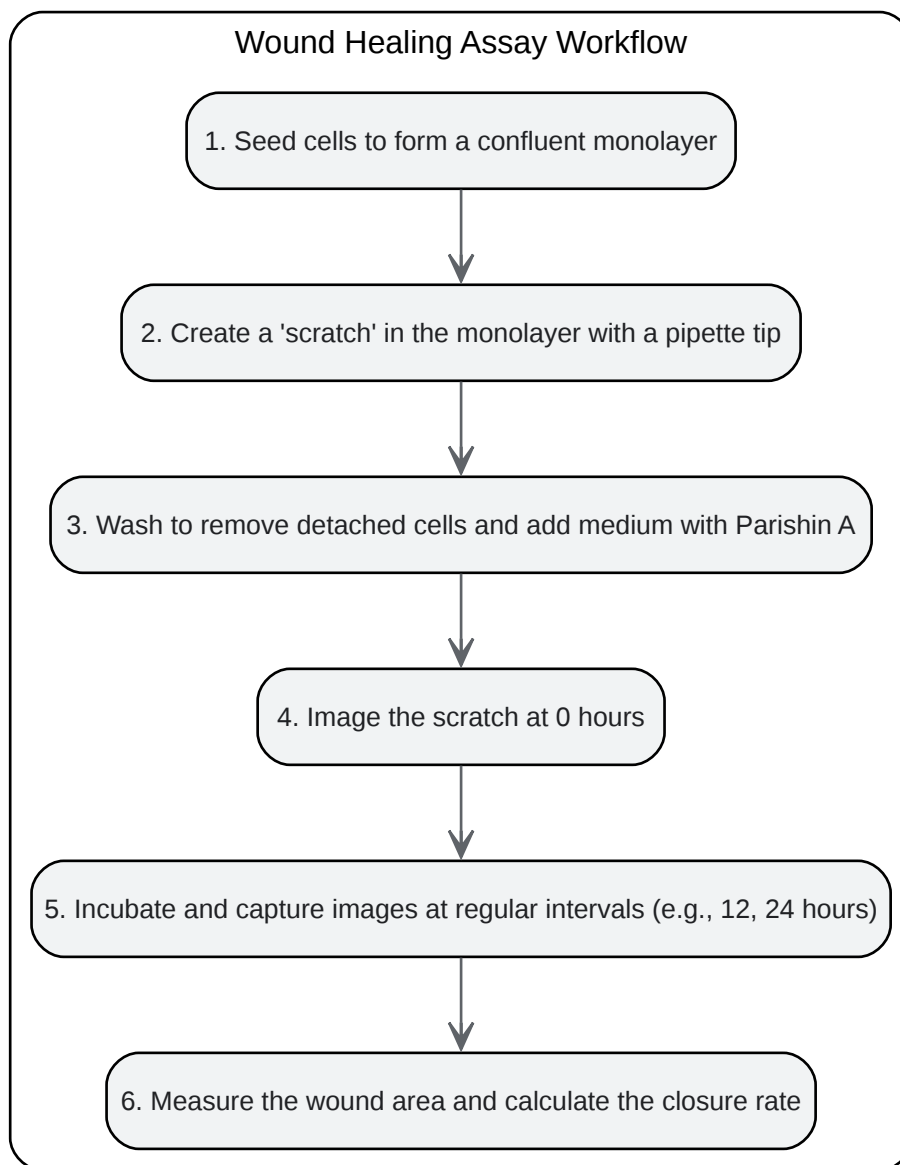 Wound Healing Assay Workflow
1. Seed cells to form a confluent monolayer
2. Create a 'scratch' in the monolayer with a pipette tip
3. Wash to remove detached cells and add medium with Parishin A
4. Image the scratch at 0 hours
5. Incubate and capture images at regular intervals (e.g., 12, 24 hours)
6. Measure the wound area and calculate the closure rate